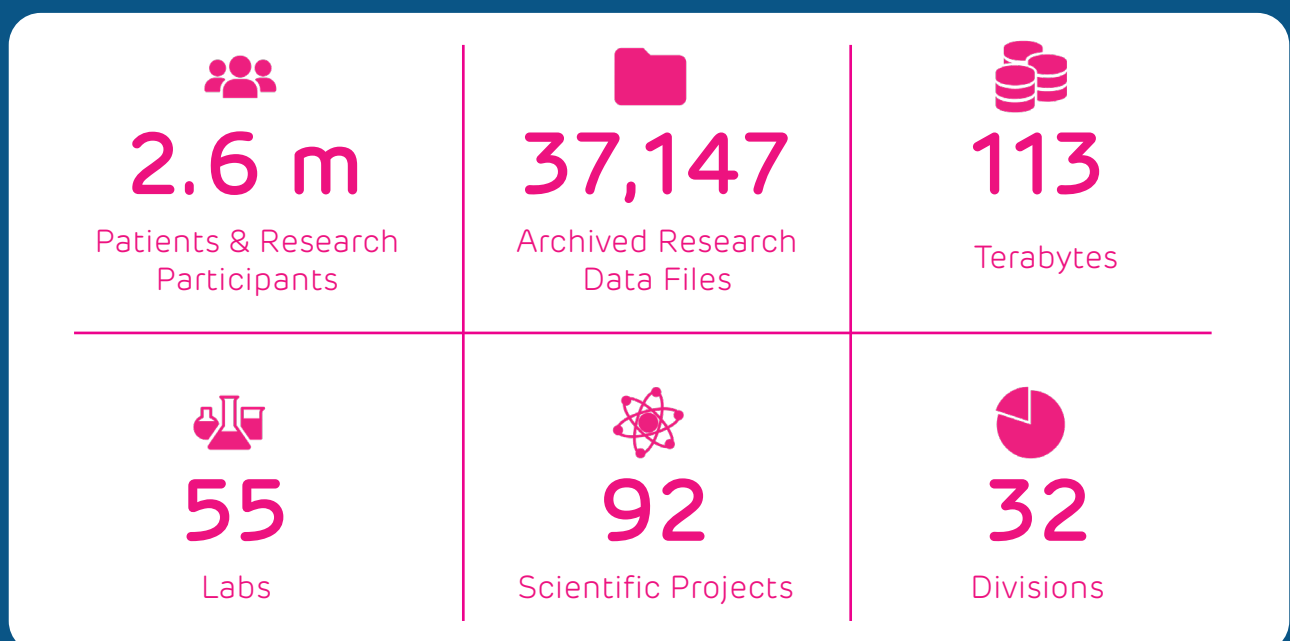 2.6 m
Patients & Research
Participants
37,147
Archived Research
Data Files
113
Terabytes
55
Labs
92
Scientific Projects
32
Divisions